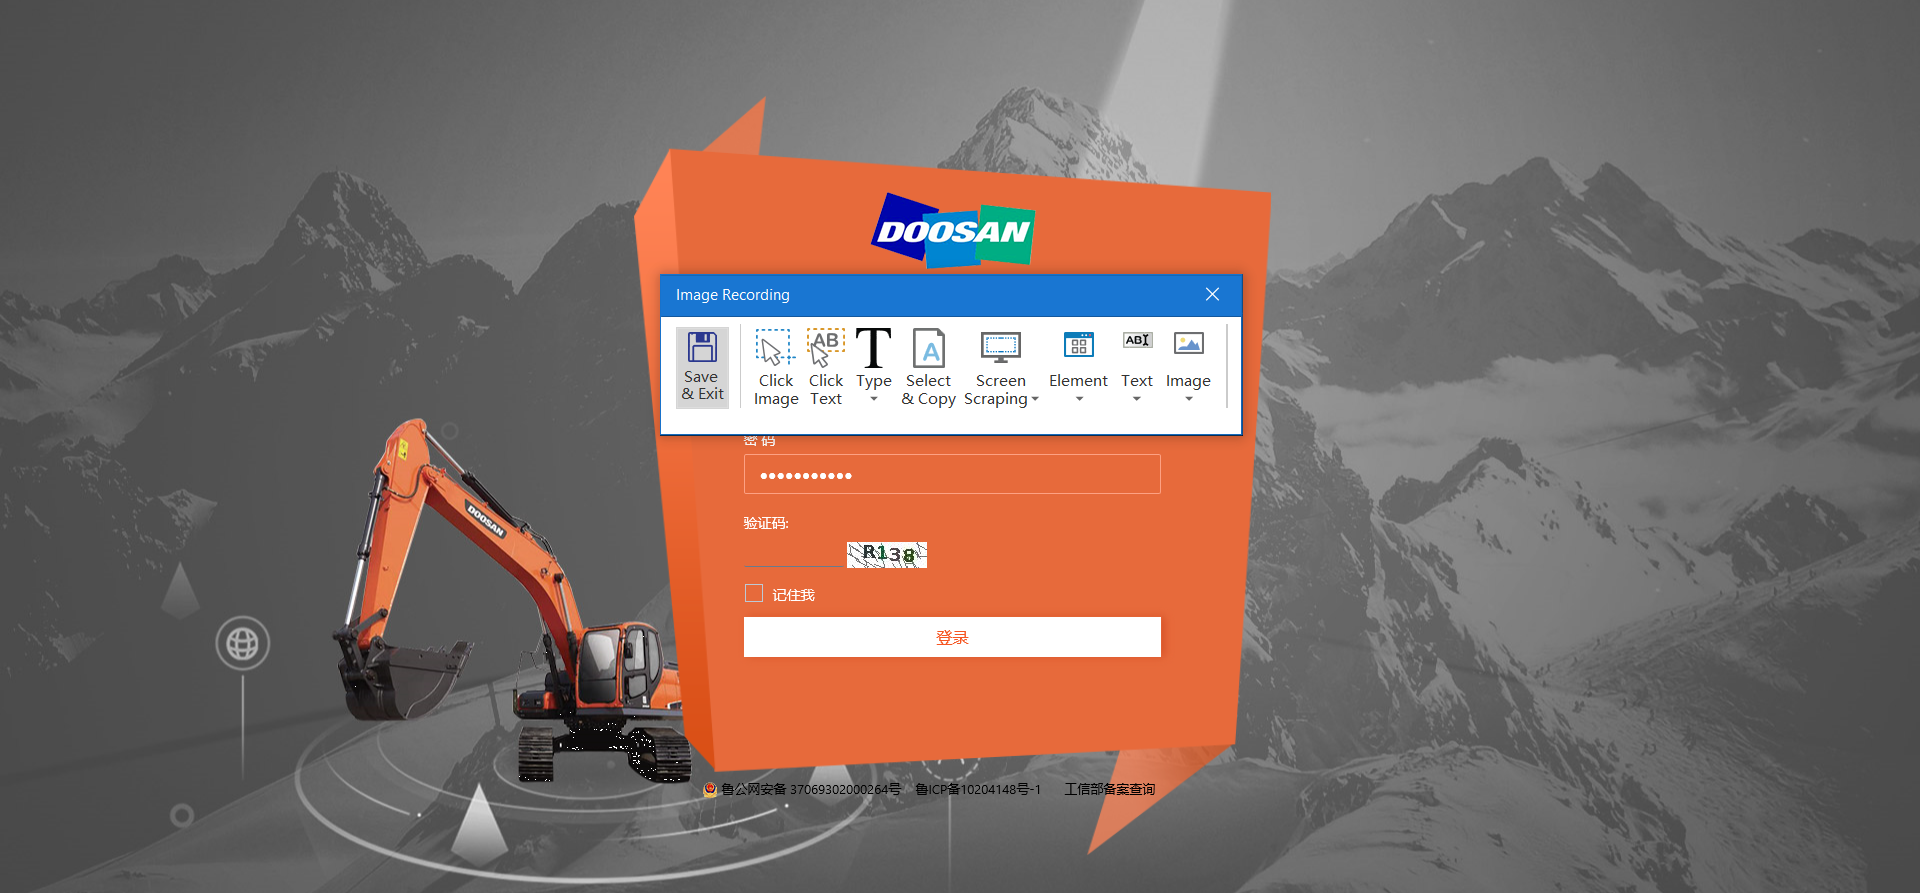 DOOSAN
Image Recording
Save & Exit
Click Image
AB
Click Text
T
Type
A
Select & Copy
Screen Scraping
Element
ABI
Text
Image
密 码
验证码:
R138
记住我
登录
DOOSAN
鲁公网安备 37069302000264号 鲁ICP备10204148号-1 工信部备案查询